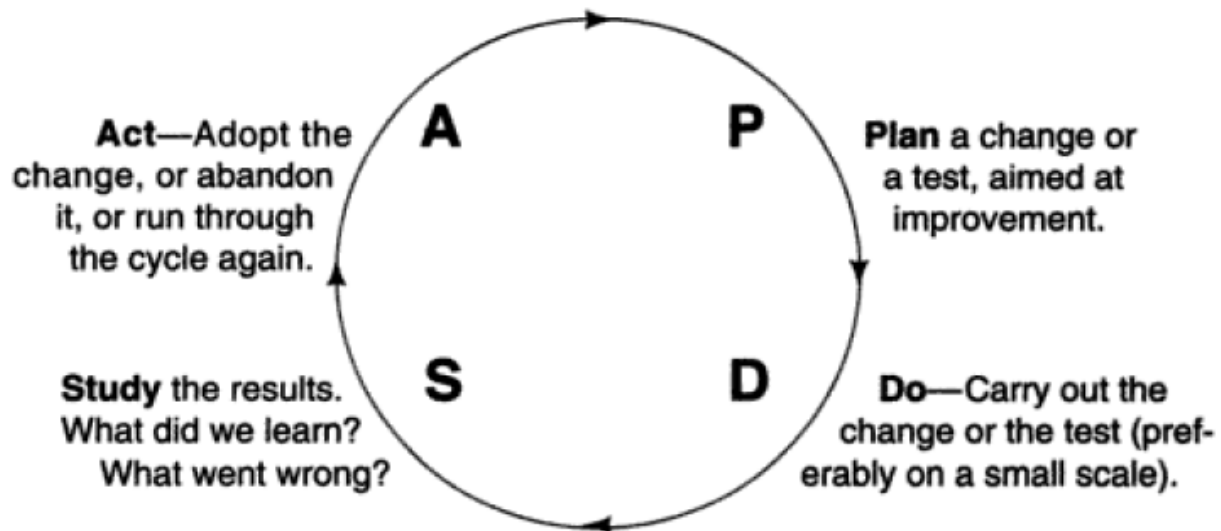 A
P
Act—Adopt the
change, or abandon
it, or run through
the cycle again.
Plan a change or
a test, aimed at
improvement.
S
D
Study the results.
What did we learn?
What went wrong?
Do—Carry out the
change or the test (pref-
erably on a small scale).